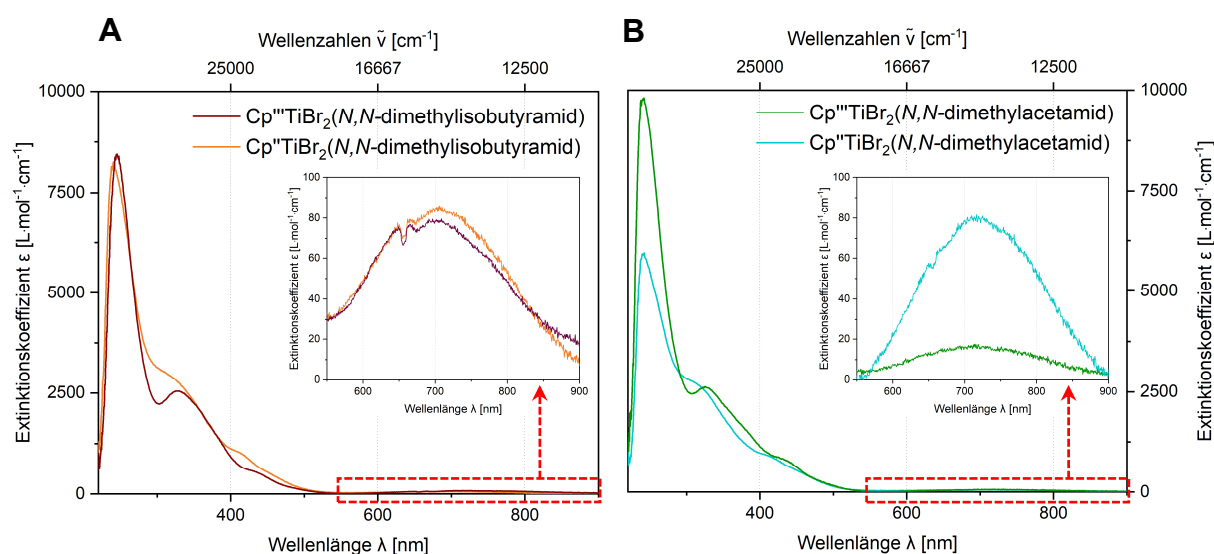 A
Wellenzahlen ṽ [cm⁻¹]
25000 16667 12500
10000
7500
5000
2500
0
Extinktionskoeffizient ε [L·mol⁻¹·cm⁻¹]
Cp'''TiBr₂(N,N-dimethylisobutyramid)
Cp''TiBr₂(N,N-dimethylisobutyramid)
100
80
60
40
20
0
Extinktionskoeffizient ε [L·mol⁻¹·cm⁻¹]
600 700 800 900
Wellenlänge λ [nm]
400 600 800
Wellenlänge λ [nm]
B
Wellenzahlen ṽ [cm⁻¹]
25000 16667 12500
Cp'''TiBr₂(N,N-dimethylacetamid)
Cp''TiBr₂(N,N-dimethylacetamid)
100
80
60
40
20
0
Extinktionskoeffizient ε [L·mol⁻¹·cm⁻¹]
600 700 800 900
Wellenlänge λ [nm]
10000
7500
5000
2500
0
Extinktionskoeffizient ε [L·mol⁻¹·cm⁻¹]
400 600 800
Wellenlänge λ [nm]